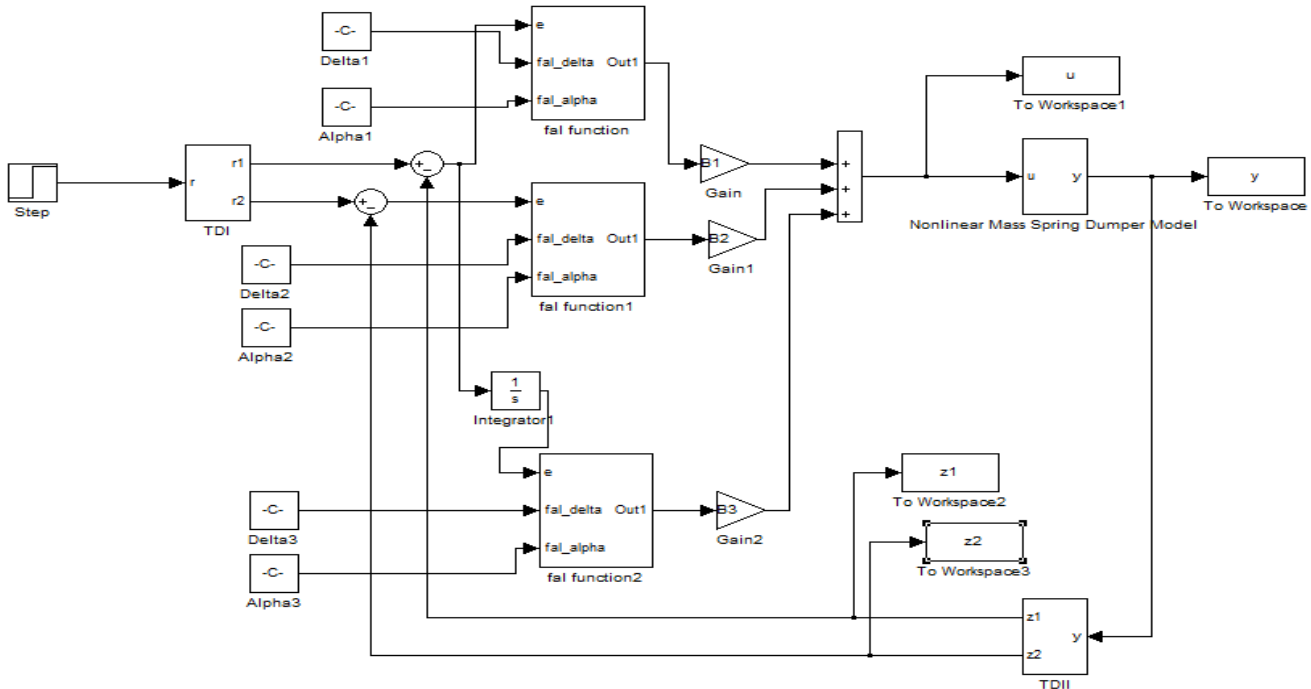 -C-
Delta1
-C-
Alpha1
e
fal_delta Out1
fal_alpha
fal function
u
To Workspace1
Step
r r1
r2
TDI
+
−
+
−
B1
Gain
+
+
+
u y
Nonlinear Mass Spring Dumper Model
y
To Workspace
-C-
Delta2
-C-
Alpha2
e
fal_delta Out1
fal_alpha
fal function1
B2
Gain1
1
s
Integrator1
-C-
Delta3
-C-
Alpha3
e
fal_delta Out1
fal_alpha
fal function2
B3
Gain2
z1
To Workspace2
z2
To Workspace3
z1
y
z2
TDII